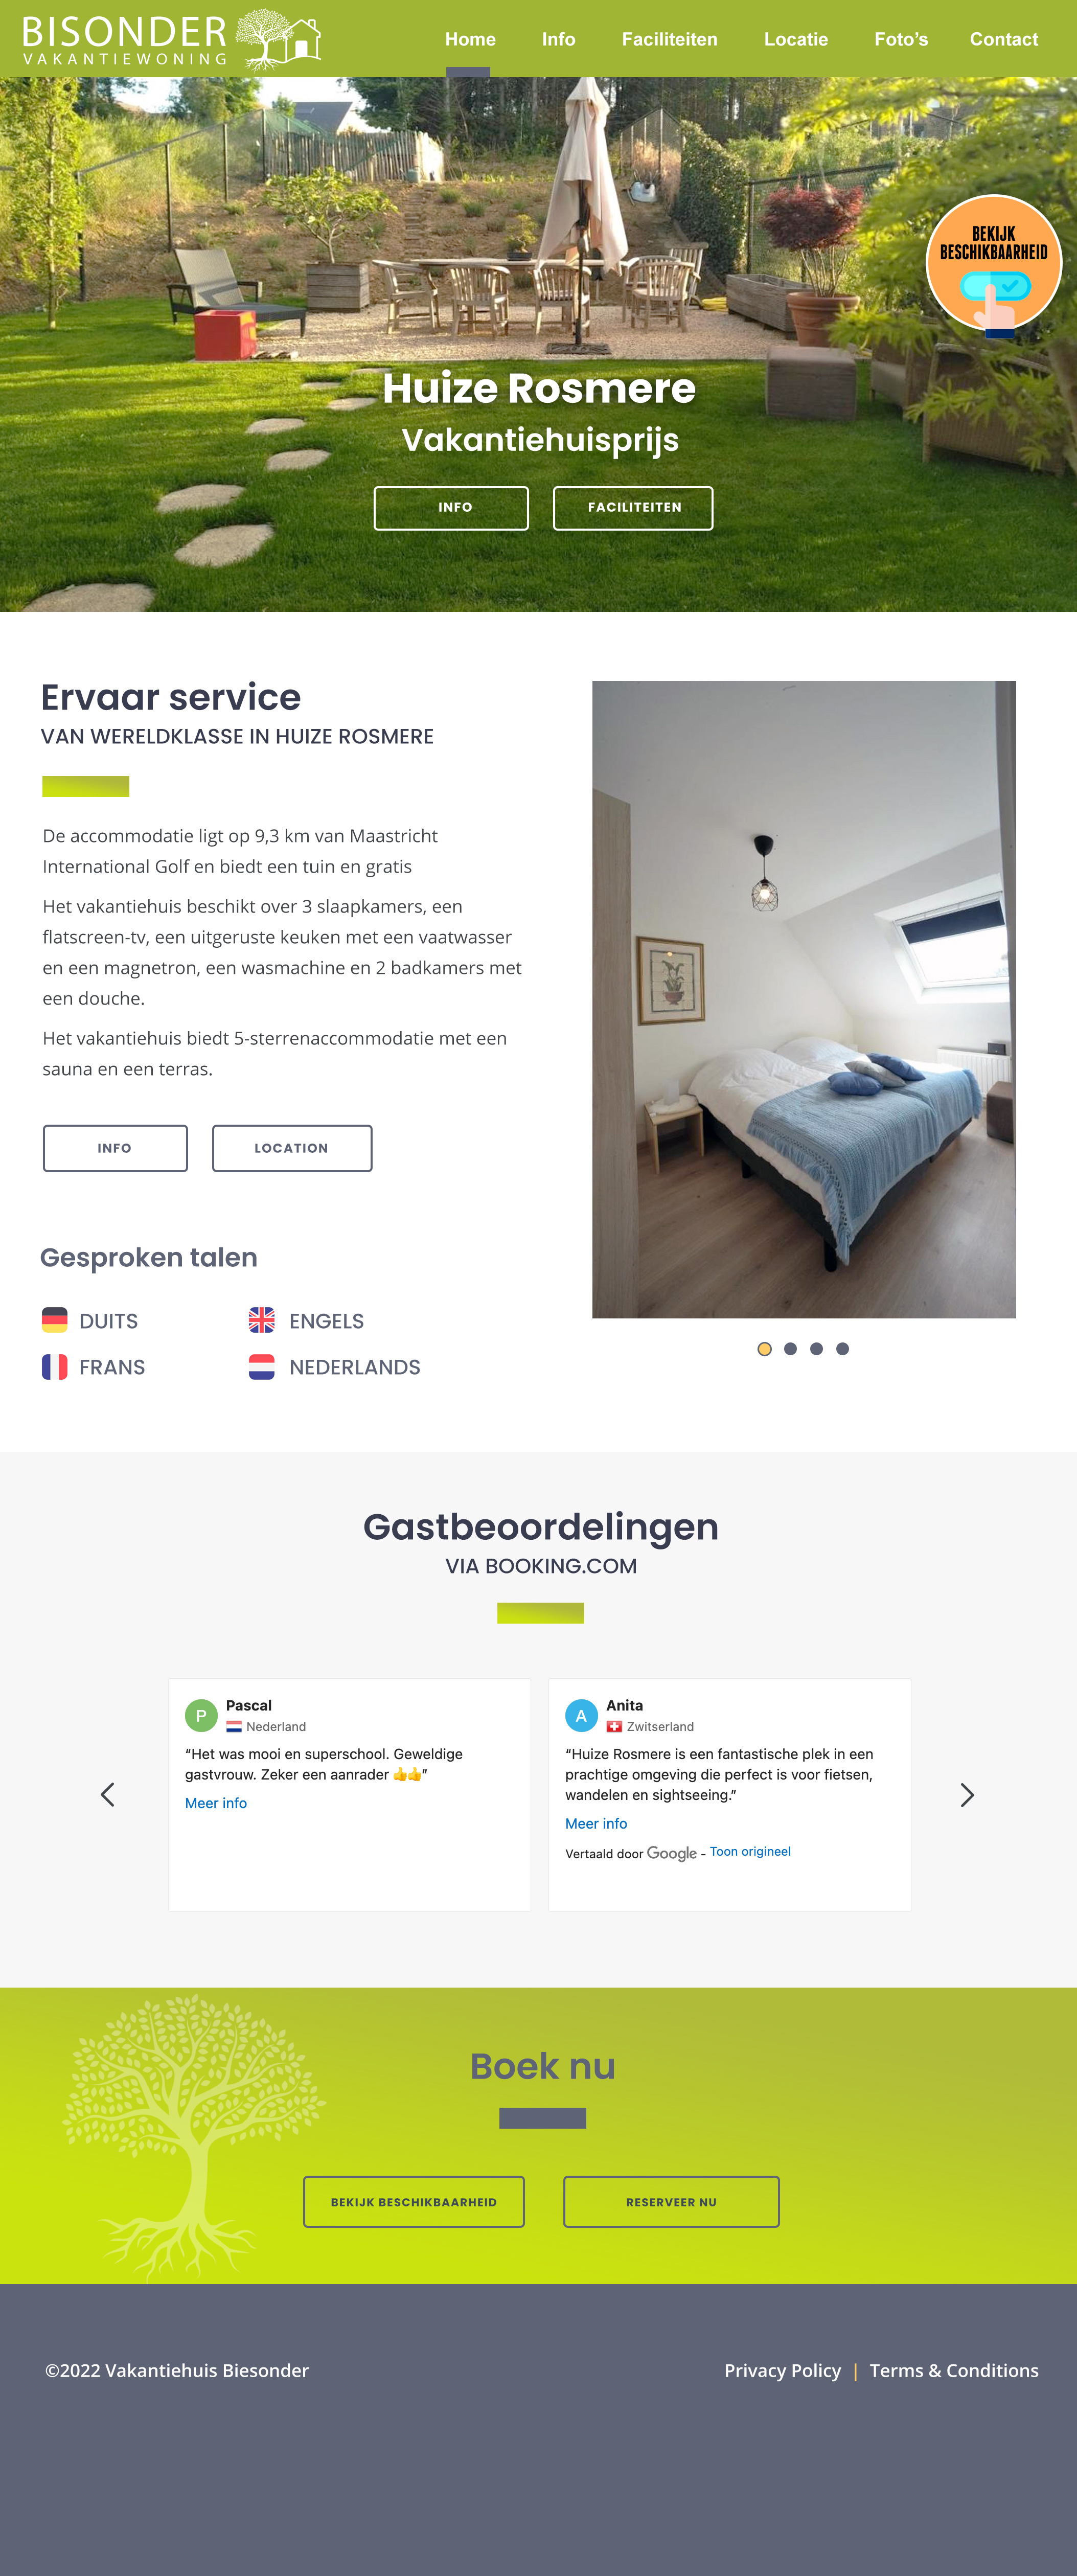 BISONDER
VAKANTIEWONING
Home Info Faciliteiten Locatie Foto's Contact
BEKIJK
BESCHIKBAARHEID
Huize Rosmere
Vakantiehuisprijs
INFO FACILITEITEN
Ervaar service
VAN WERELDKLASSE IN HUIZE ROSMERE
De accommodatie ligt op 9,3 km van Maastricht
International Golf en biedt een tuin en gratis
Het vakantiehuis beschikt over 3 slaapkamers, een
flatscreen-tv, een uitgeruste keuken met een vaatwasser
en een magnetron, een wasmachine en 2 badkamers met
een douche.
Het vakantiehuis biedt 5-sterrenaccommodatie met een
sauna en een terras.
INFO LOCATION
Gesproken talen
DUITS ENGELS
FRANS NEDERLANDS
Gastbeoordelingen
VIA BOOKING.COM
P Pascal
Nederland
“Het was mooi en superschool. Geweldige
gastvrouw. Zeker een aanrader 👍👍”
Meer info
A Anita
Zwitserland
“Huize Rosmere is een fantastische plek in een
prachtige omgeving die perfect is voor fietsen,
wandelen en sightseeing.”
Meer info
Vertaald door Google - Toon origineel
Boek nu
BEKIJK BESCHIKBAARHEID RESERVEER NU
©2022 Vakantiehuis Biesonder
Privacy Policy | Terms & Conditions